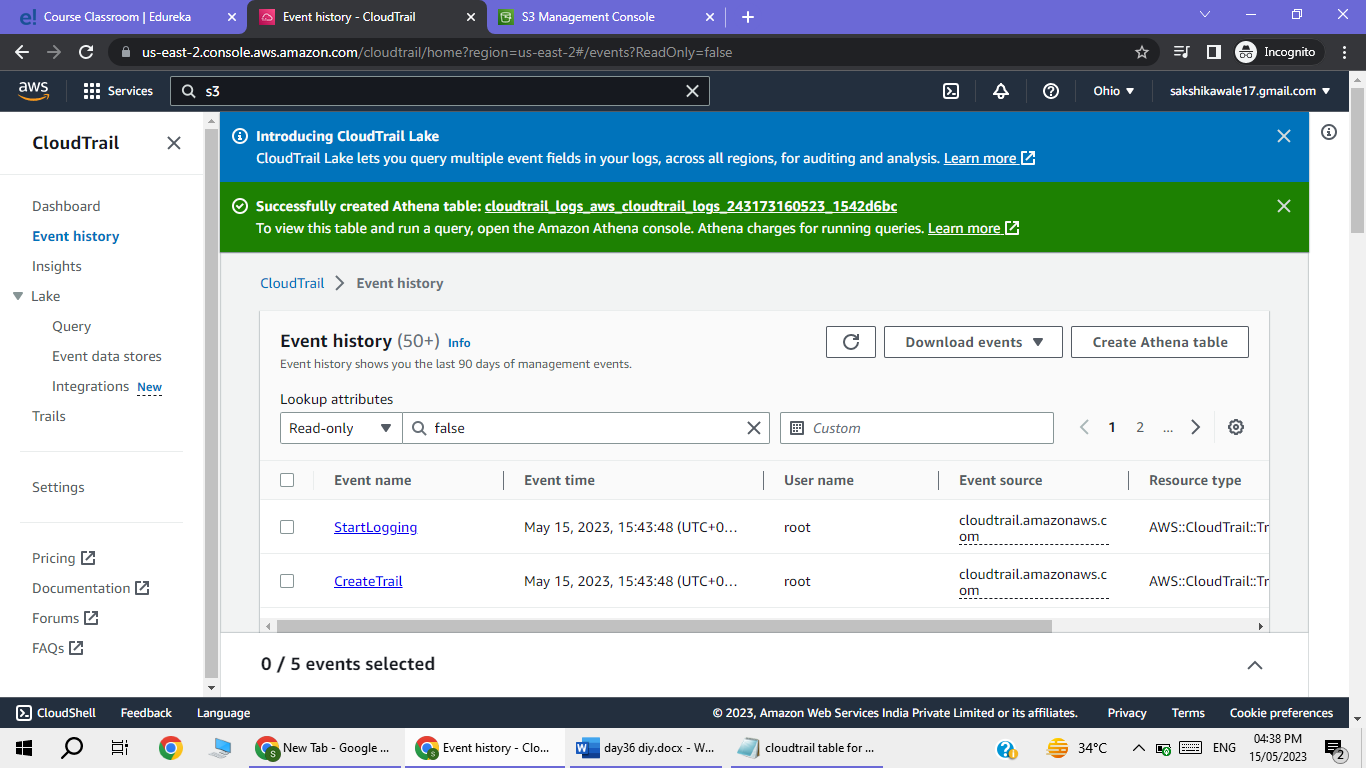 Course Classroom | Edureka
Event history - CloudTrail
S3 Management Console
us-east-2.console.aws.amazon.com/cloudtrail/home?region=us-east-2#/events?ReadOnly=false
Incognito
aws
Services
s3
Ohio
sakshikawale17.gmail.com
CloudTrail
Dashboard
Event history
Insights
Lake
Query
Event data stores
Integrations New
Trails
Settings
Pricing
Documentation
Forums
FAQs
Introducing CloudTrail Lake
CloudTrail Lake lets you query multiple event fields in your logs, across all regions, for auditing and analysis. Learn more
Successfully created Athena table: cloudtrail_logs_aws_cloudtrail_logs_243173160523_1542d6bc
To view this table and run a query, open the Amazon Athena console. Athena charges for running queries. Learn more
CloudTrail > Event history
Event history (50+) Info
Event history shows you the last 90 days of management events.
Download events
Create Athena table
Lookup attributes
Read-only
false
Custom
1 2 ...
Event name Event time User name Event source Resource type
StartLogging May 15, 2023, 15:43:48 (UTC+0... root cloudtrail.amazonaws.c
om AWS::CloudTrail::Tr
CreateTrail May 15, 2023, 15:43:48 (UTC+0... root cloudtrail.amazonaws.c
om AWS::CloudTrail::Tr
0 / 5 events selected
CloudShell Feedback Language
© 2023, Amazon Web Services India Private Limited or its affiliates. Privacy Terms Cookie preferences
New Tab - Google ...
Event history - Clo...
day36 diy.docx - W...
cloudtrail table for ...
34°C
ENG
04:38 PM
15/05/2023
2